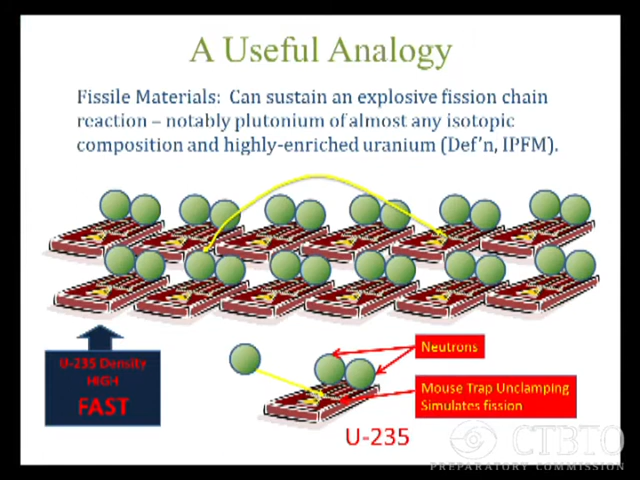 A Useful Analogy
Fissile Materials:  Can sustain an explosive fission chain
reaction – notably plutonium of almost any isotopic
composition and highly-enriched uranium (Def’n, IPFM).
U-235 Density
HIGH
FAST
Neutrons
Mouse Trap Unclamping
Simulates fission
U-235
CTBTO
PREPARATORY COMMISSION